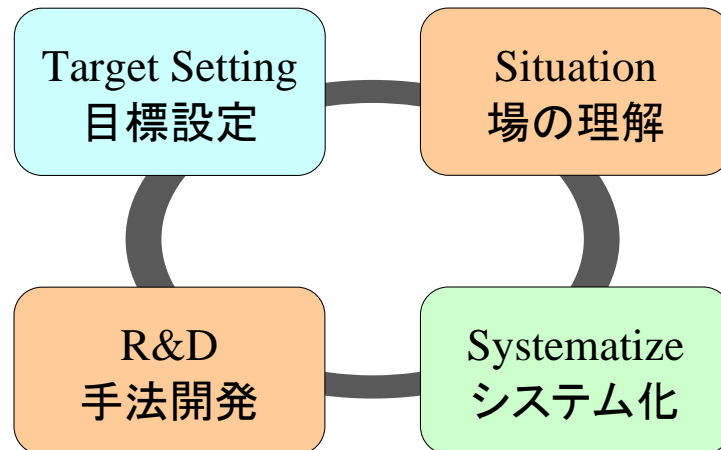 Target Setting
目標設定
Situation
場の理解
R&D
手法開発
Systematize
システム化